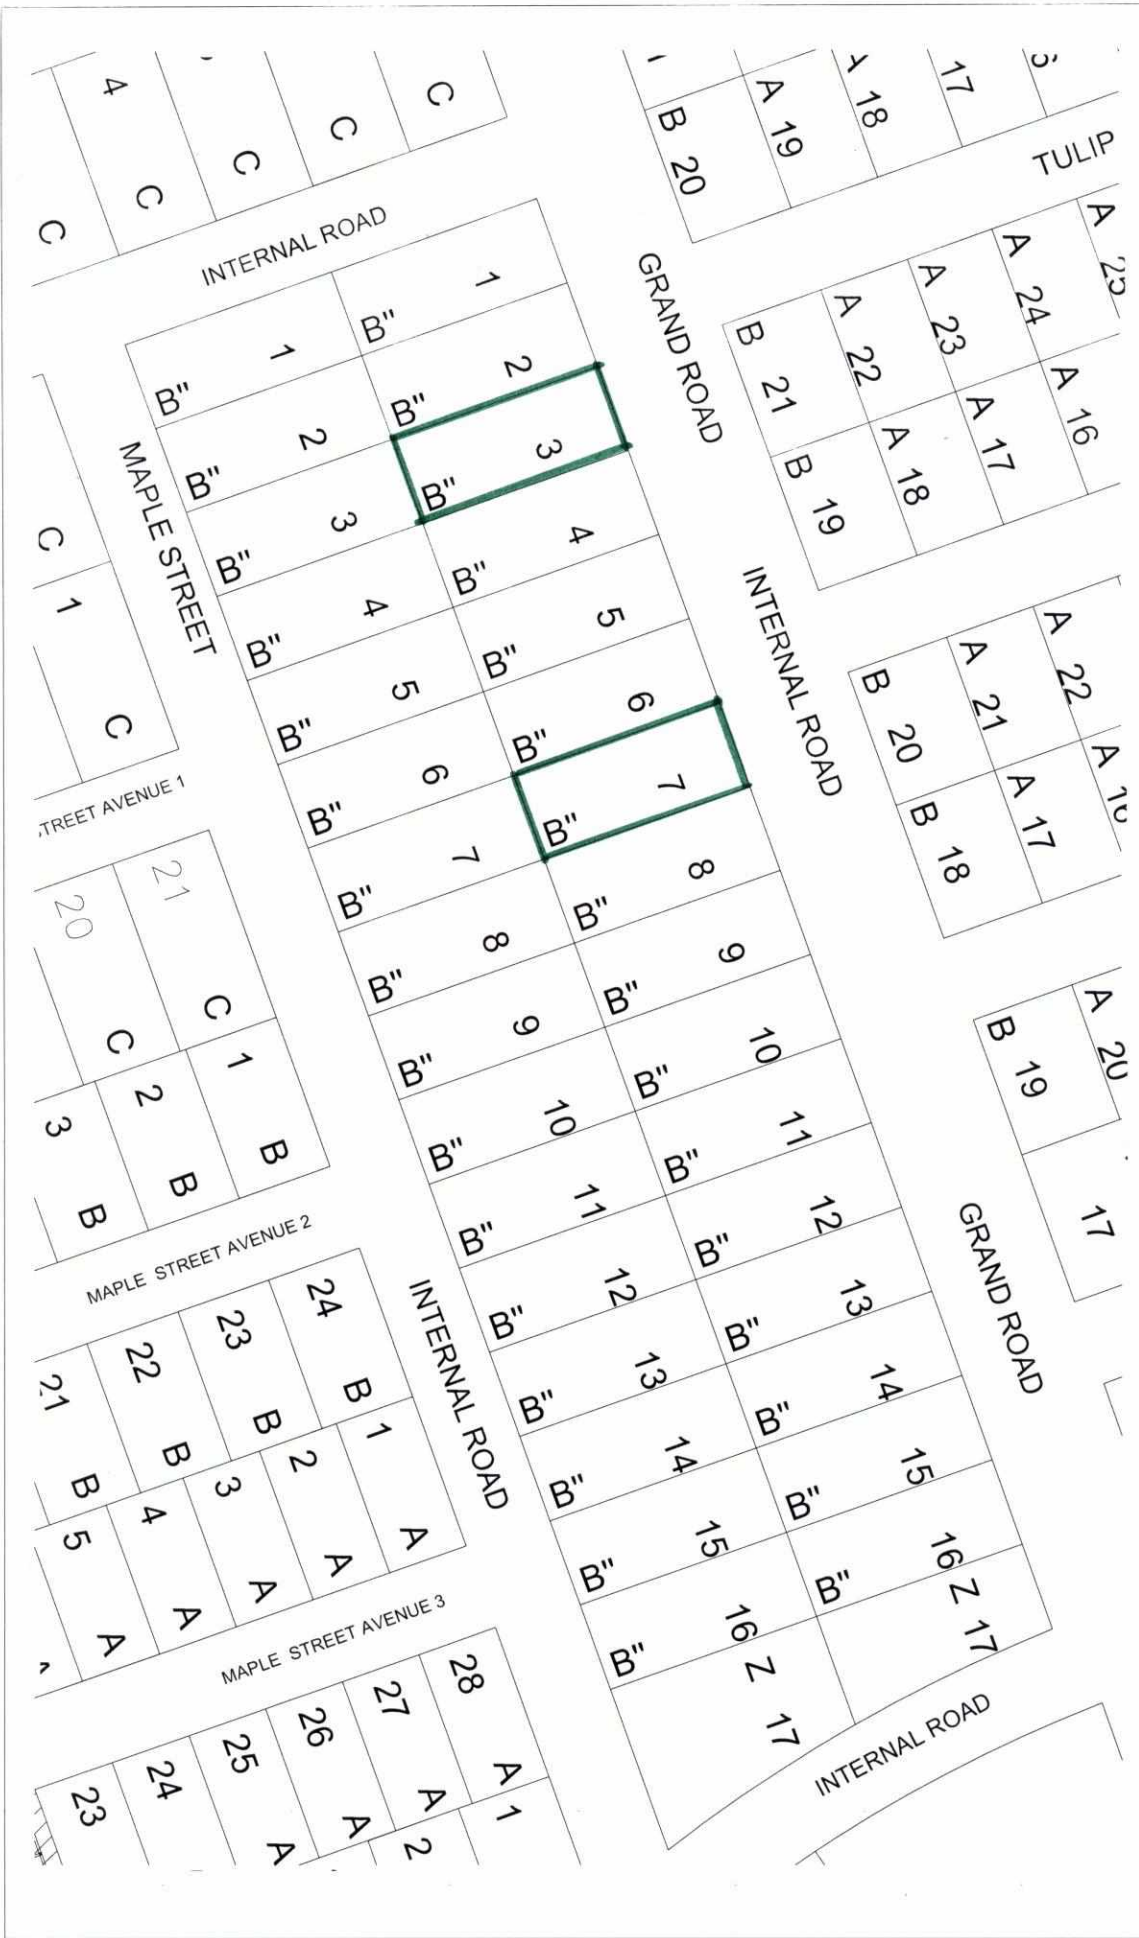 4
C
C
C
C
C
INTERNAL ROAD
B
20
A
19
A
18
17
TULIP
GRAND ROAD
A
25
A
24
A
23
A
22
B
21
A
16
A
17
A
18
B
19
1
B"
2
B"
3
B"
4
B"
5
B"
6
B"
7
B"
8
B"
9
B"
10
B"
11
B"
12
B"
13
B"
14
B"
15
B"
16
B"
Z
17
1
B"
2
B"
3
B"
4
B"
5
B"
6
B"
7
B"
8
B"
9
B"
10
B"
11
B"
12
B"
13
B"
14
B"
15
B"
16
B"
Z
17
MAPLE STREET
C
1
C
STREET AVENUE 1
INTERNAL ROAD
A
22
A
21
B
20
A
16
A
17
B
18
21
C
20
C
1
B
2
B
3
B
A
20
B
19
17
GRAND ROAD
MAPLE STREET AVENUE 2
INTERNAL ROAD
24
B
23
B
22
B
21
B
1
A
2
A
3
A
4
A
5
A
MAPLE STREET AVENUE 3
28
A
27
A
26
A
25
A
24
23
1
2
INTERNAL ROAD